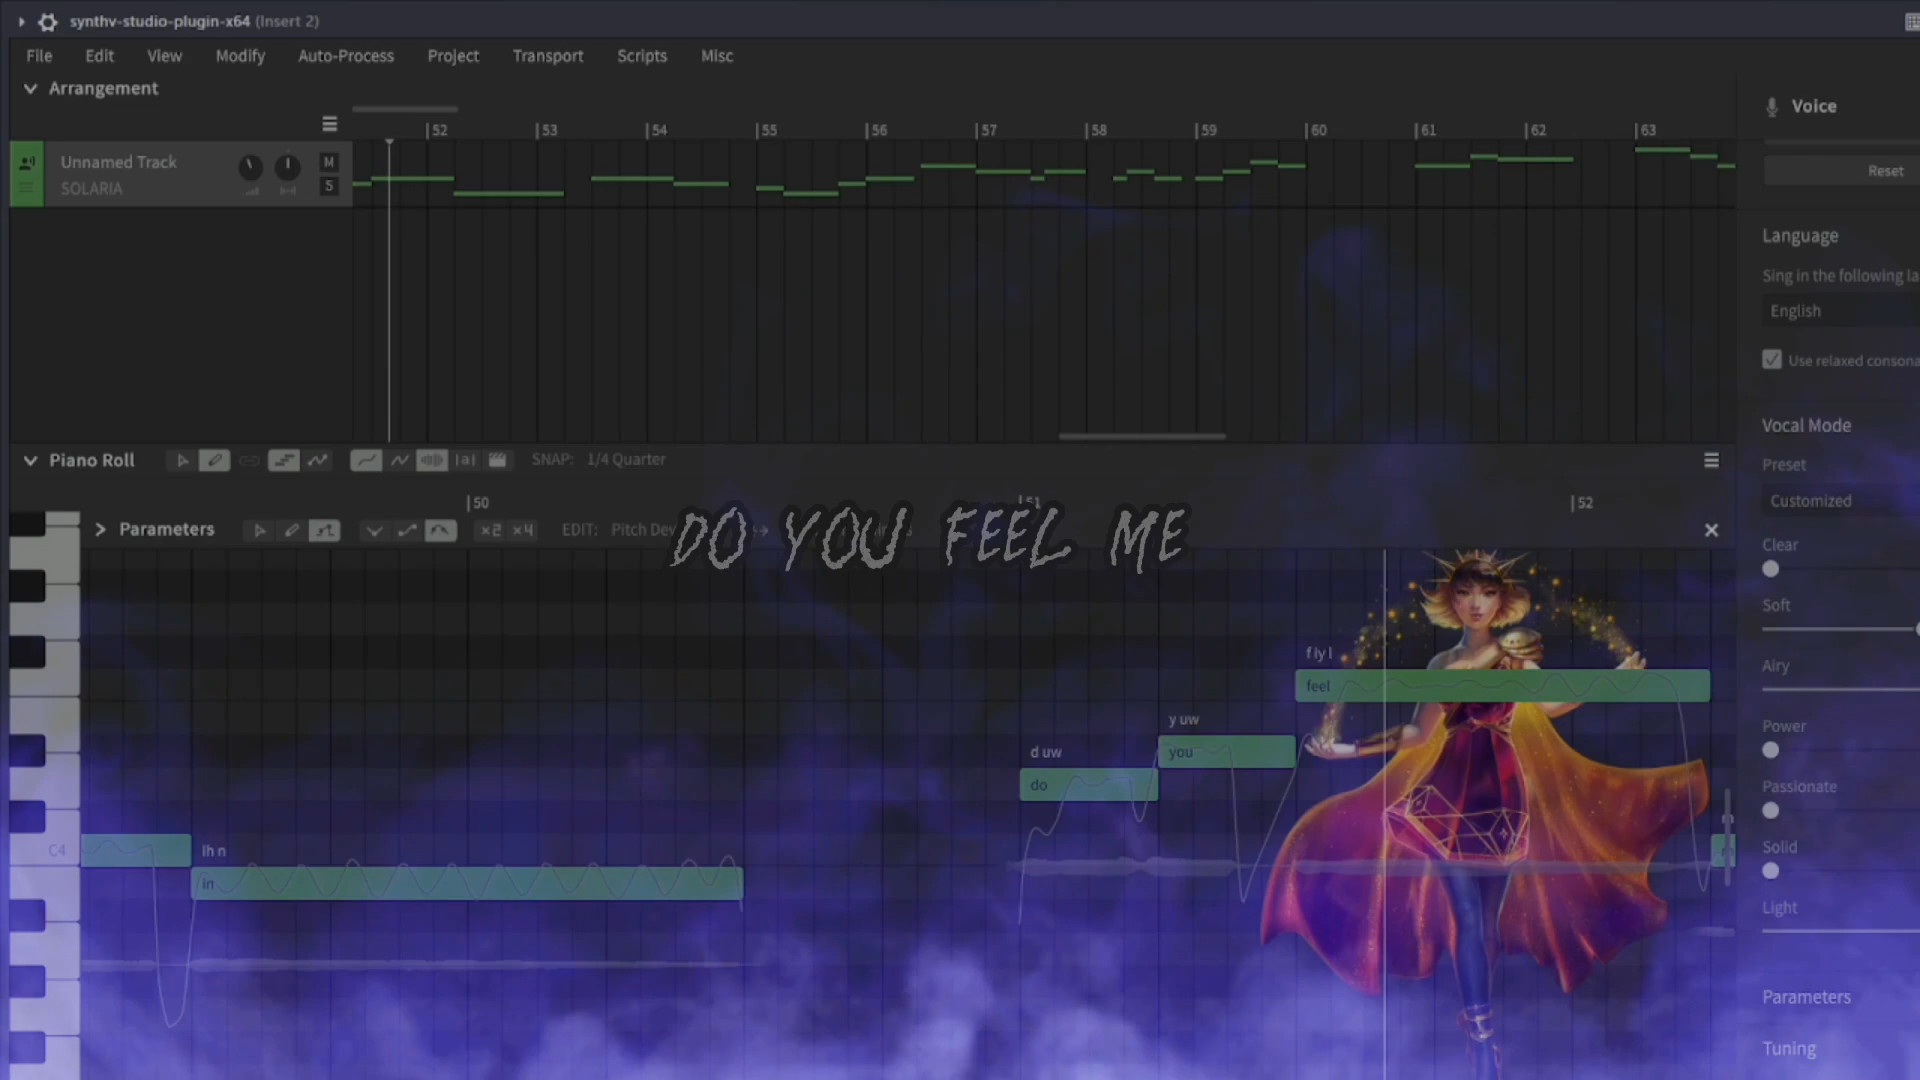 synthv-studio-plugin-x64 (Insert 2)
File Edit View Modify Auto-Process Project Transport Scripts Misc
Arrangement
Voice
52 53 54 55 56 57 58 59 60 61 62 63
Unnamed Track M
SOLARIA S
Reset
Language
Sing in the following la
English
Use relaxed consona
Vocal Mode
Piano Roll SNAP: 1/4 Quarter
Preset
Customized
50 51 52
Parameters x2 x4 EDIT: Pitch Dev
DO YOU FEEL ME
Clear
Soft
f iy l
feel
Airy
y uw
you
Power
d uw
do
Passionate
C4
ih n
in
Solid
Light
Parameters
Tuning